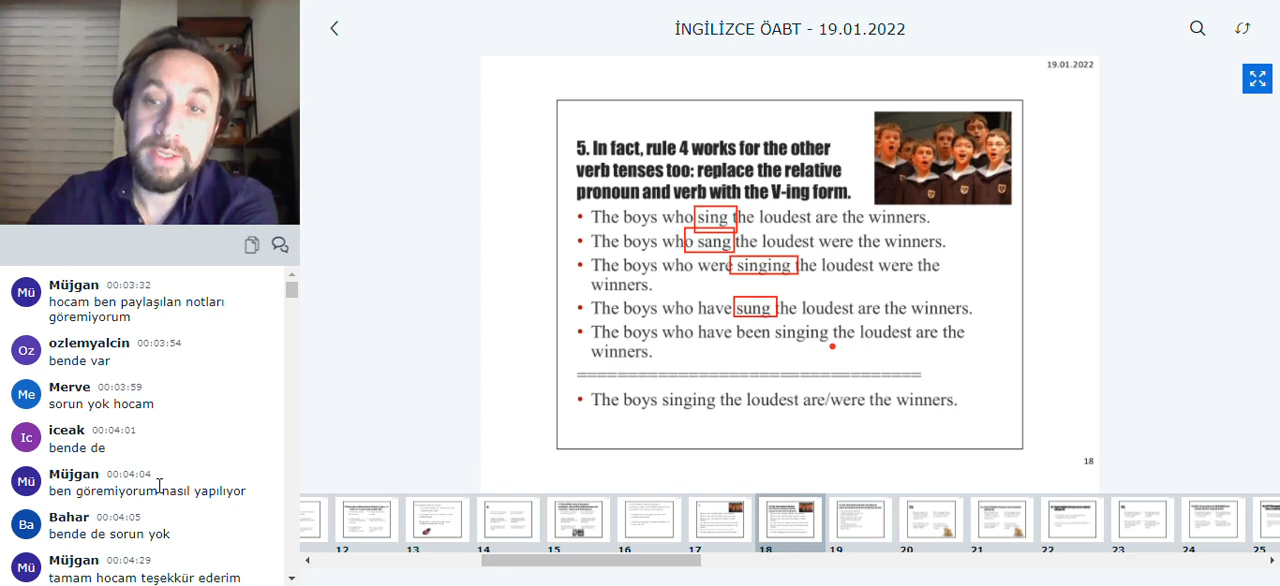 İNGİLİZCE ÖABT - 19.01.2022
19.01.2022
5. In fact, rule 4 works for the other
verb tenses too: replace the relative
pronoun and verb with the V-ing form.
• The boys who sing the loudest are the winners.
• The boys who sang the loudest were the winners.
• The boys who were singing the loudest were the
winners.
• The boys who have sung the loudest are the winners.
• The boys who have been singing the loudest are the
winners.
==================================
• The boys singing the loudest are/were the winners.
18
Mü
Müjgan 00:03:32
hocam ben paylaşılan notları
göremiyorum
Oz
ozlemyalcin 00:03:54
bende var
Me
Merve 00:03:59
sorun yok hocam
Ic
iceak 00:04:01
bende de
Mü
Müjgan 00:04:04
ben göremiyorum nasıl yapılıyor
Ba
Bahar 00:04:05
bende de sorun yok
Mü
Müjgan 00:04:29
tamam hocam teşekkür ederim
12 13 14 15 16 17 18 19 20 21 22 23 24 25